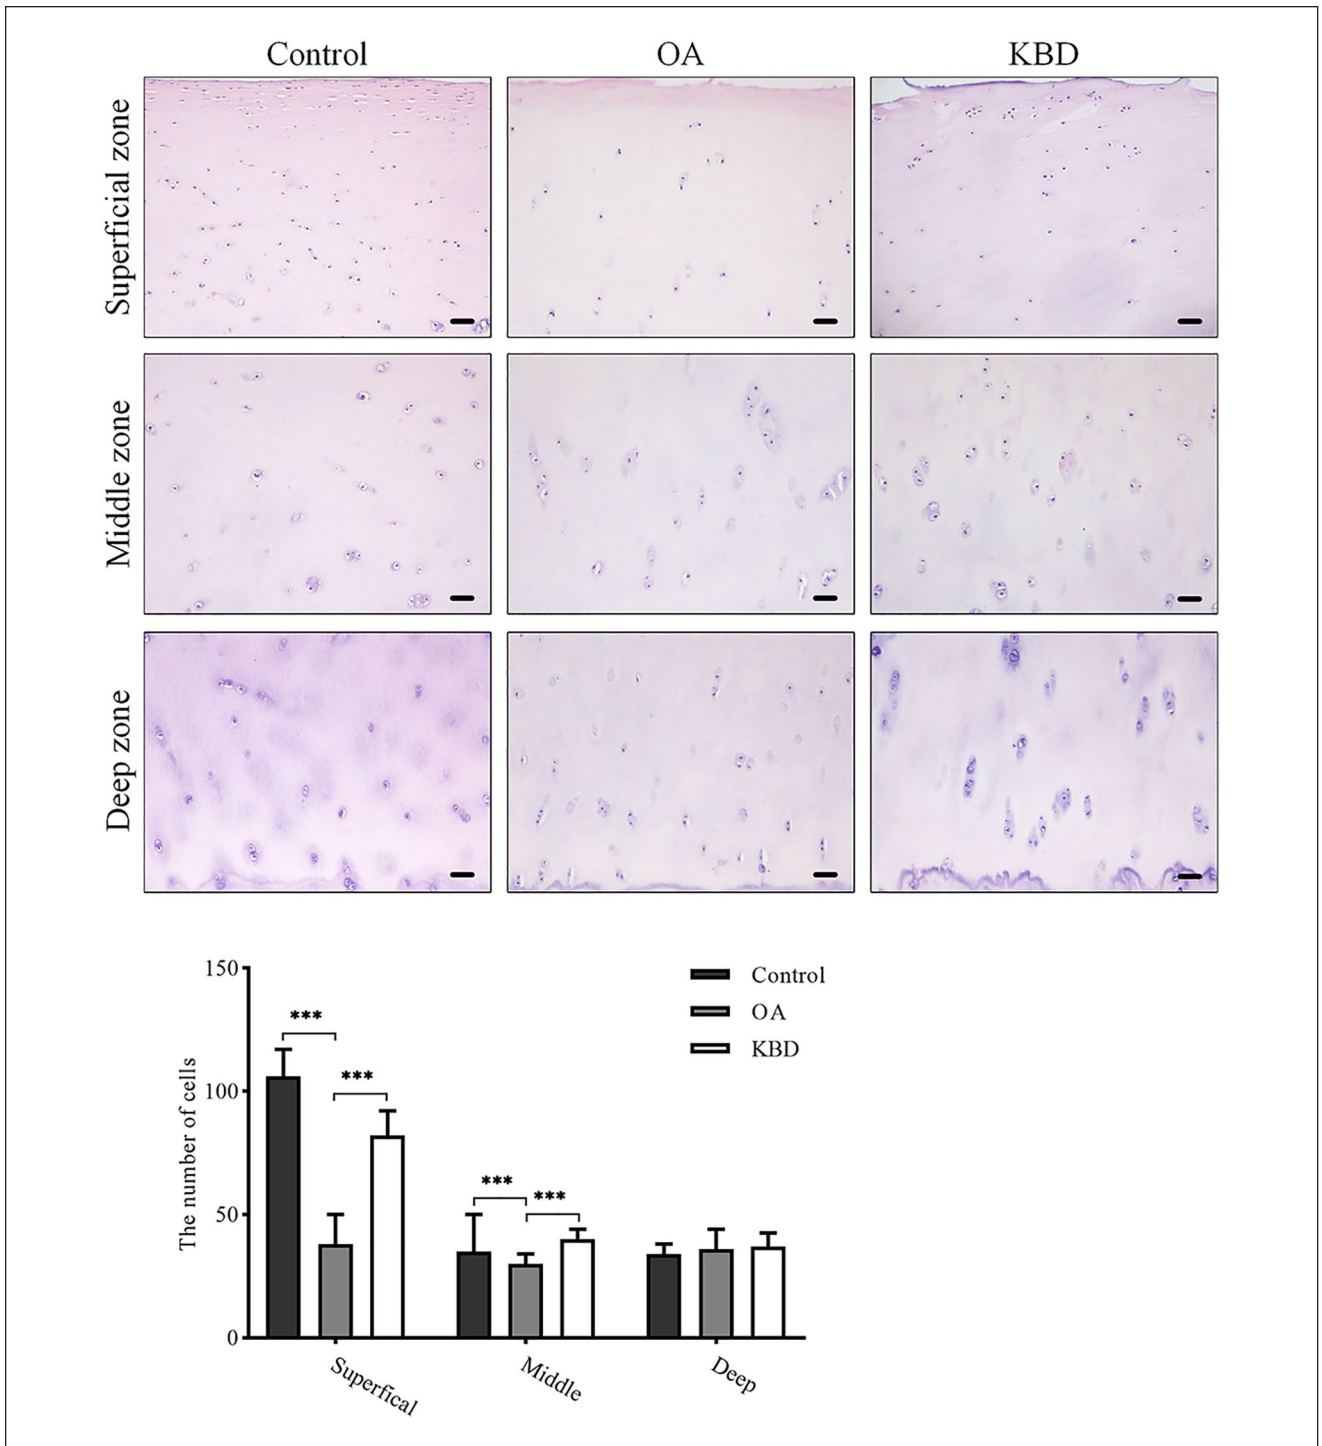 Control OA KBD
Superficial zone
Middle zone
Deep zone
150
100
50
0
The number of cells
***
***
***
***
Control
OA
KBD
Superfical
Middle
Deep